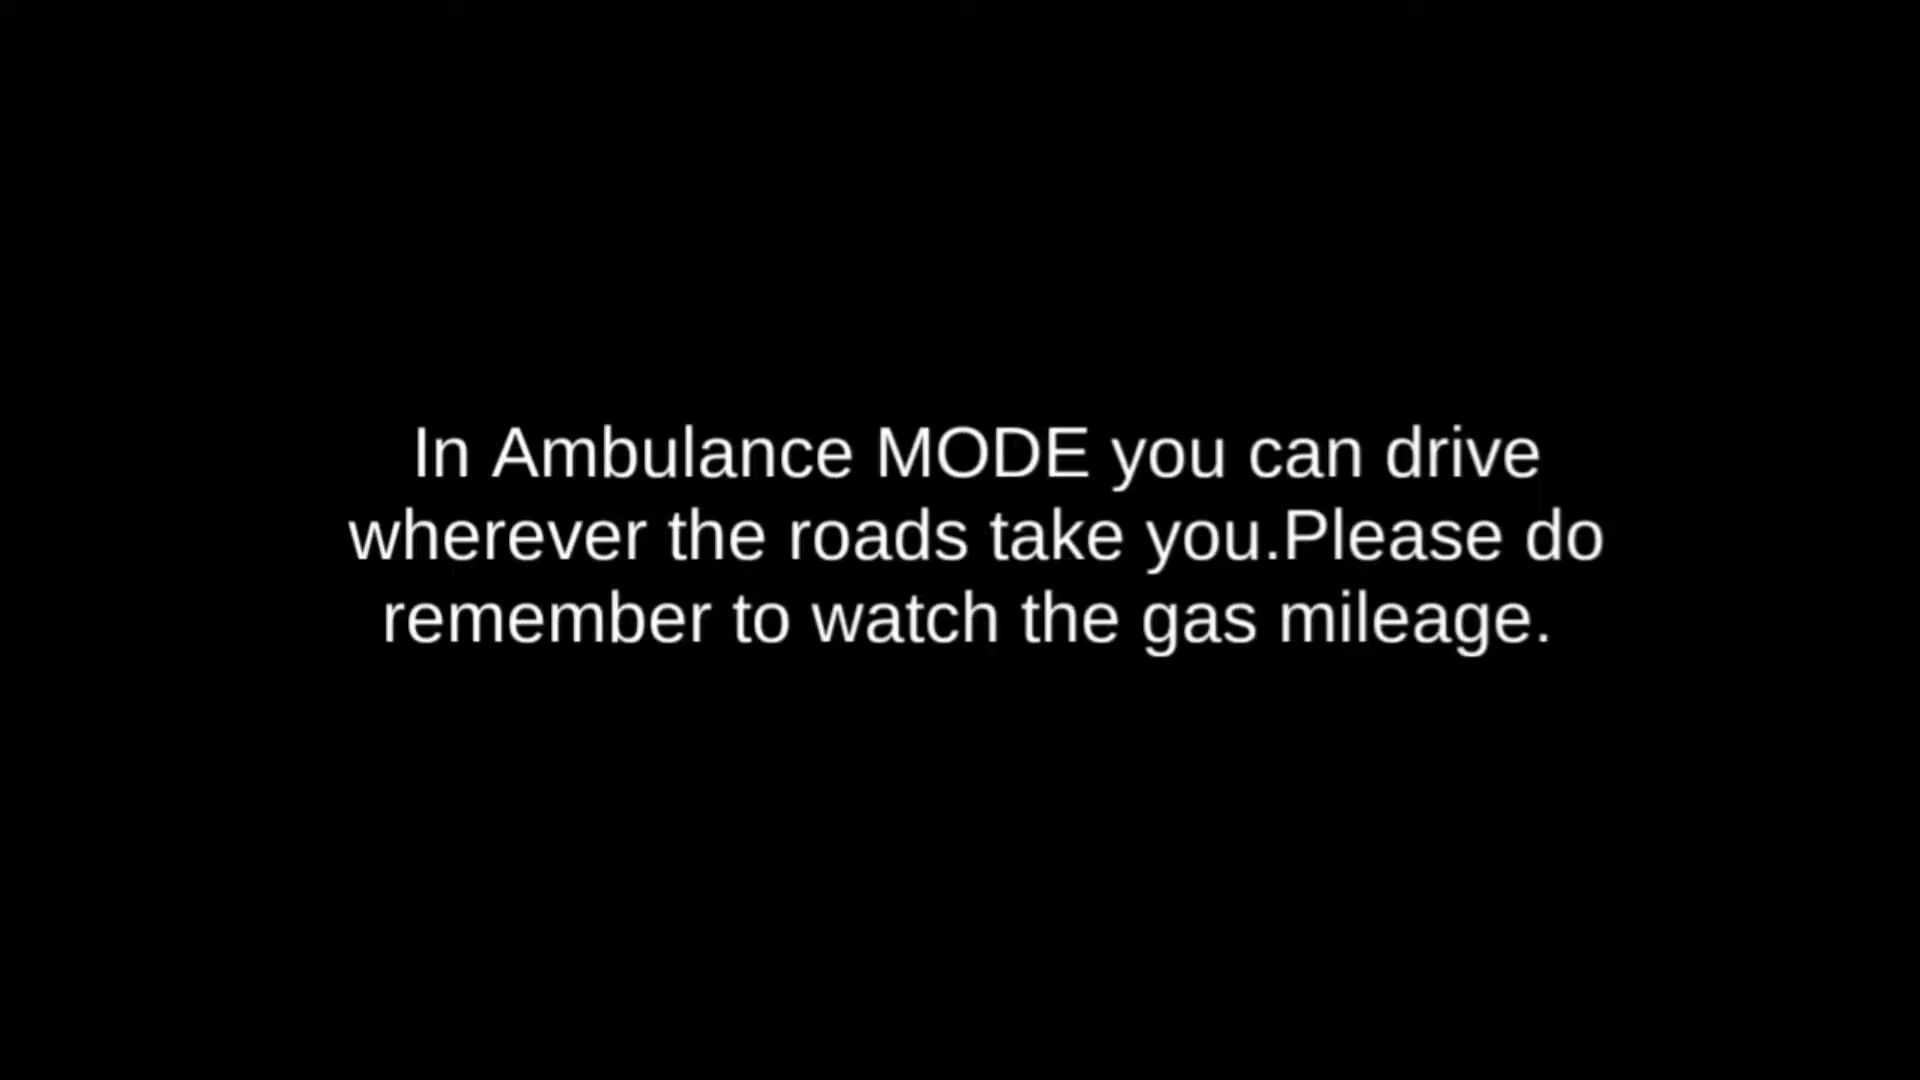 In Ambulance MODE you can drive
wherever the roads take you.Please do
remember to watch the gas mileage.